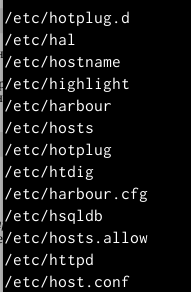 /etc/hotplug.d
/etc/hal
/etc/hostname
/etc/highlight
/etc/harbour
/etc/hosts
/etc/hotplug
/etc/htdig
/etc/harbour.cfg
/etc/hsqldb
/etc/hosts.allow
/etc/httpd
/etc/host.conf